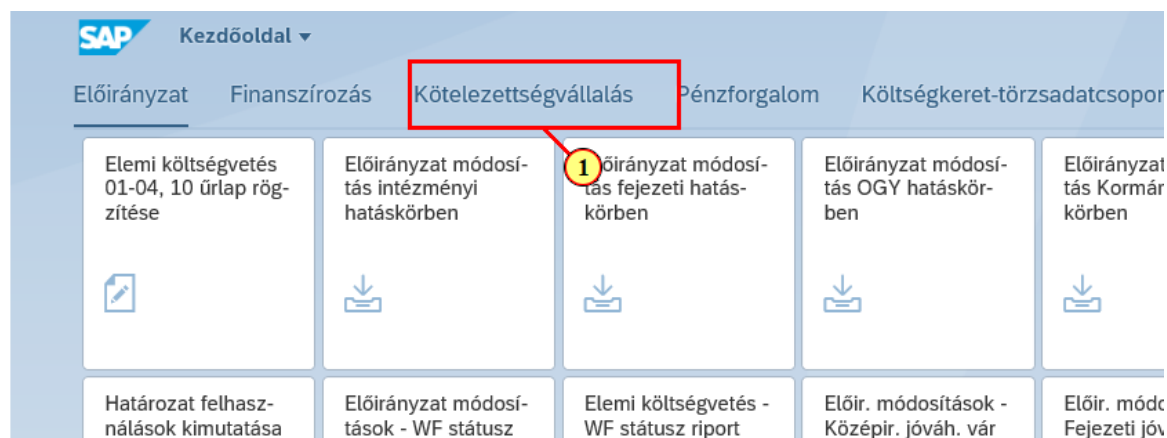 SAP Kezdőoldal
Előirányzat Finanszírozás Kötelezettségvállalás Pénzforgalom Költségkeret-törzsadatcsopor
Elemi költségvetés
01-04, 10 űrlap rög-
zítése
Előirányzat módosí-
tás intézményi
hatáskörben
1
Előirányzat módosí-
tás fejezeti hatás-
körben
Előirányzat módosí-
tás OGY hatáskör-
ben
Előirányzat
tás Kormán
körben
Határozat felhasz-
nálások kimutatása
Előirányzat módosí-
tások - WF státusz
Elemi költségvetés -
WF státusz riport
Előir. módosítások -
Középir. jóváh. vár
Előir. módo
Fejezeti jóv